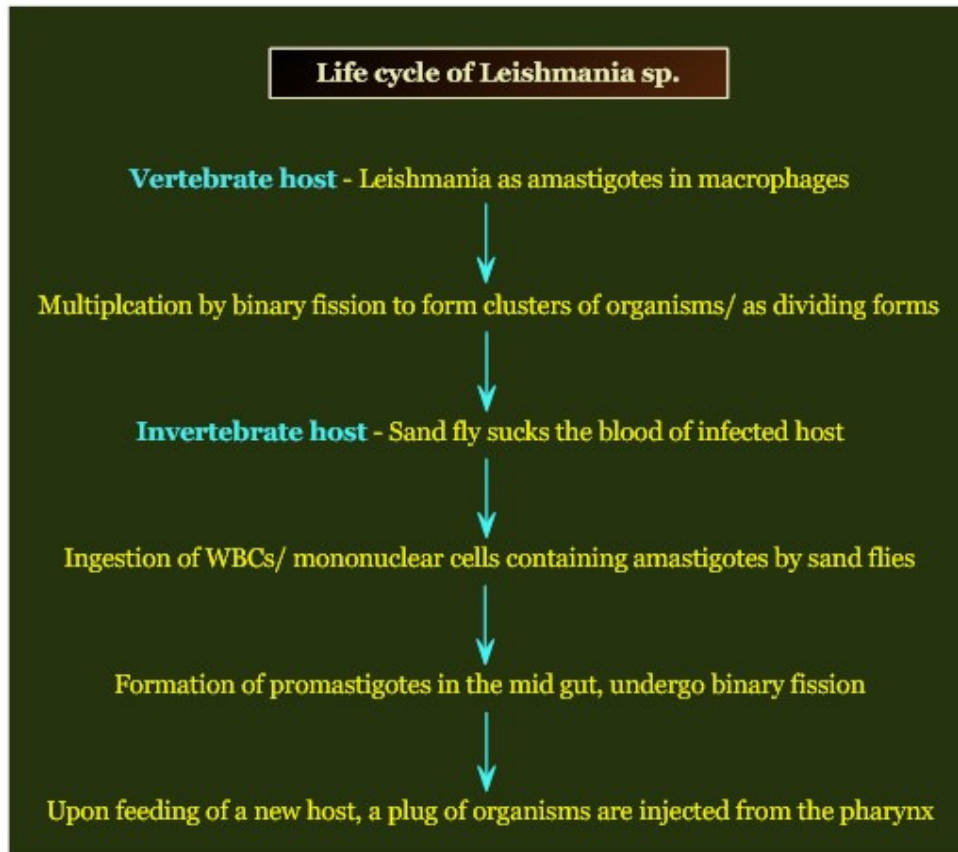 Life cycle of Leishmania sp.
Vertebrate host - Leishmania as amastigotes in macrophages
Multiplcation by binary fission to form clusters of organisms/ as dividing forms
Invertebrate host - Sand fly sucks the blood of infected host
Ingestion of WBCs/ mononuclear cells containing amastigotes by sand flies
Formation of promastigotes in the mid gut, undergo binary fission
Upon feeding of a new host, a plug of organisms are injected from the pharynx